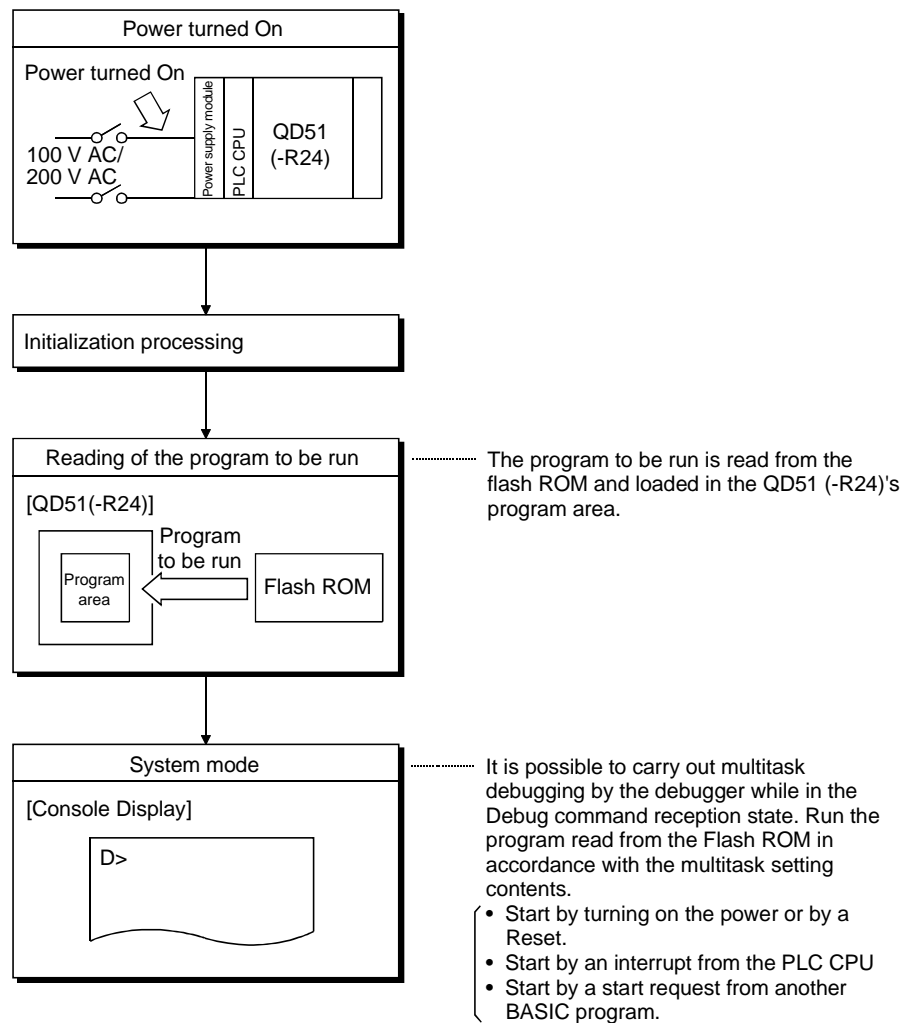 Power turned On
Power turned On
100 V AC/
200 V AC
Power supply module
PLC CPU
QD51
(-R24)
Initialization processing
Reading of the program to be run
[QD51(-R24)]
Program
to be run
Program
area
Flash ROM
The program to be run is read from the
flash ROM and loaded in the QD51 (-R24)'s
program area.
System mode
[Console Display]
D>
It is possible to carry out multitask
debugging by the debugger while in the
Debug command reception state. Run the
program read from the Flash ROM in
accordance with the multitask setting
contents.
• Start by turning on the power or by a
Reset.
• Start by an interrupt from the PLC CPU
• Start by a start request from another
BASIC program.